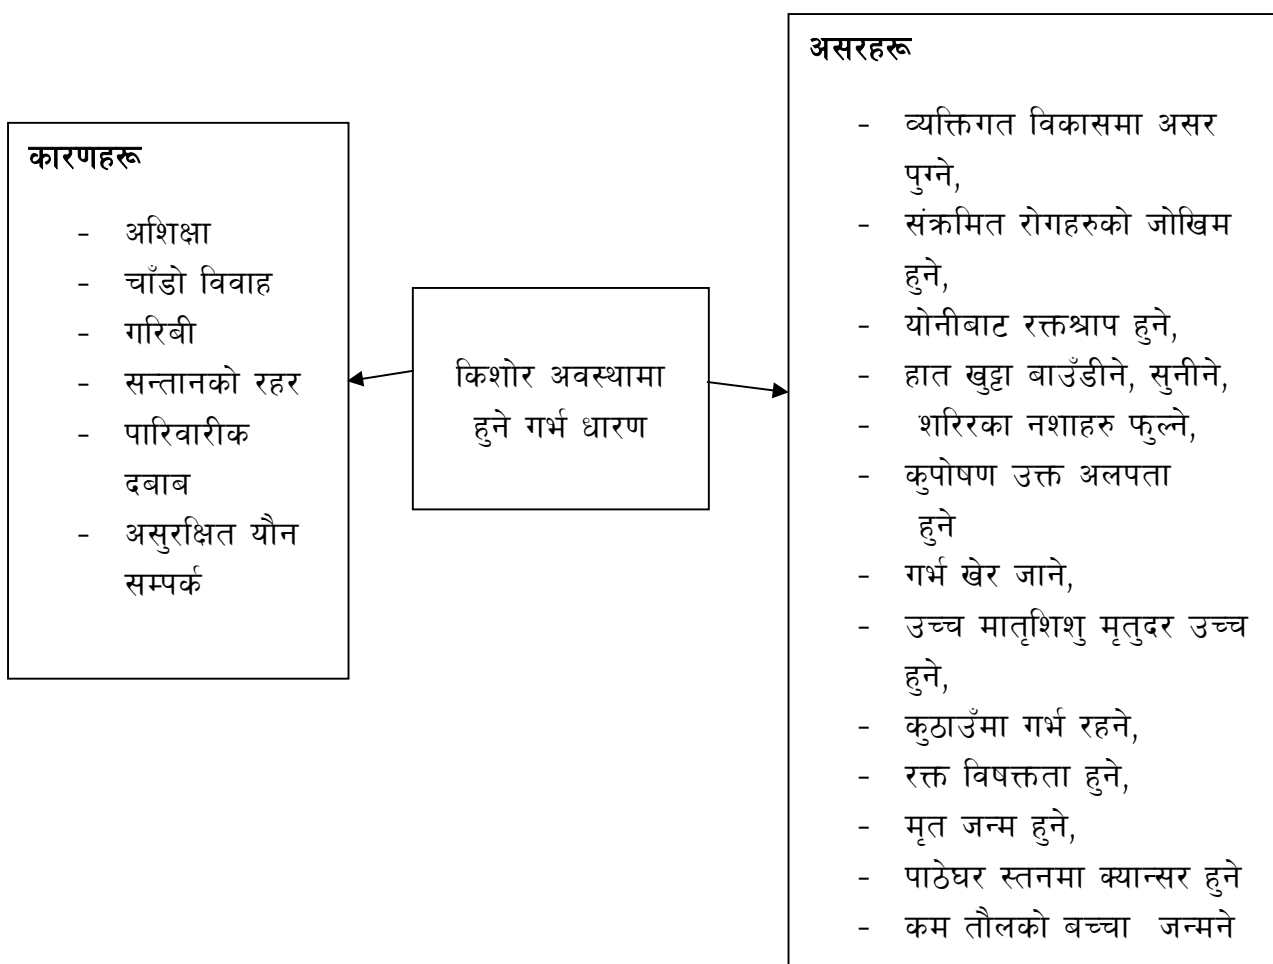 कारणहरू
- अशिक्षा
- चाँडो विवाह
- गरिबी
- सन्तानको रहर
- पारिवारीक
दबाब
- असुरक्षित यौन
सम्पर्क
किशोर अवस्थामा
हुने गर्भ धारण
असरहरू
- व्यक्तिगत विकासमा असर
पुग्ने,
- संक्रमित रोगहरुको जोखिम
हुने,
- योनीबाट रक्तश्राप हुने,
- हात खुट्टा बाउँडीने, सुनीने,
- शरिरका नशाहरु फुल्ने,
- कुपोषण उक्त अलपता
हुने
- गर्भ खेर जाने,
- उच्च मातृशिशु मृतुदर उच्च
हुने,
- कुठाउँमा गर्भ रहने,
- रक्त विषक्तता हुने,
- मृत जन्म हुने,
- पाठेघर स्तनमा क्यान्सर हुने
- कम तौलको बच्चा जन्मने